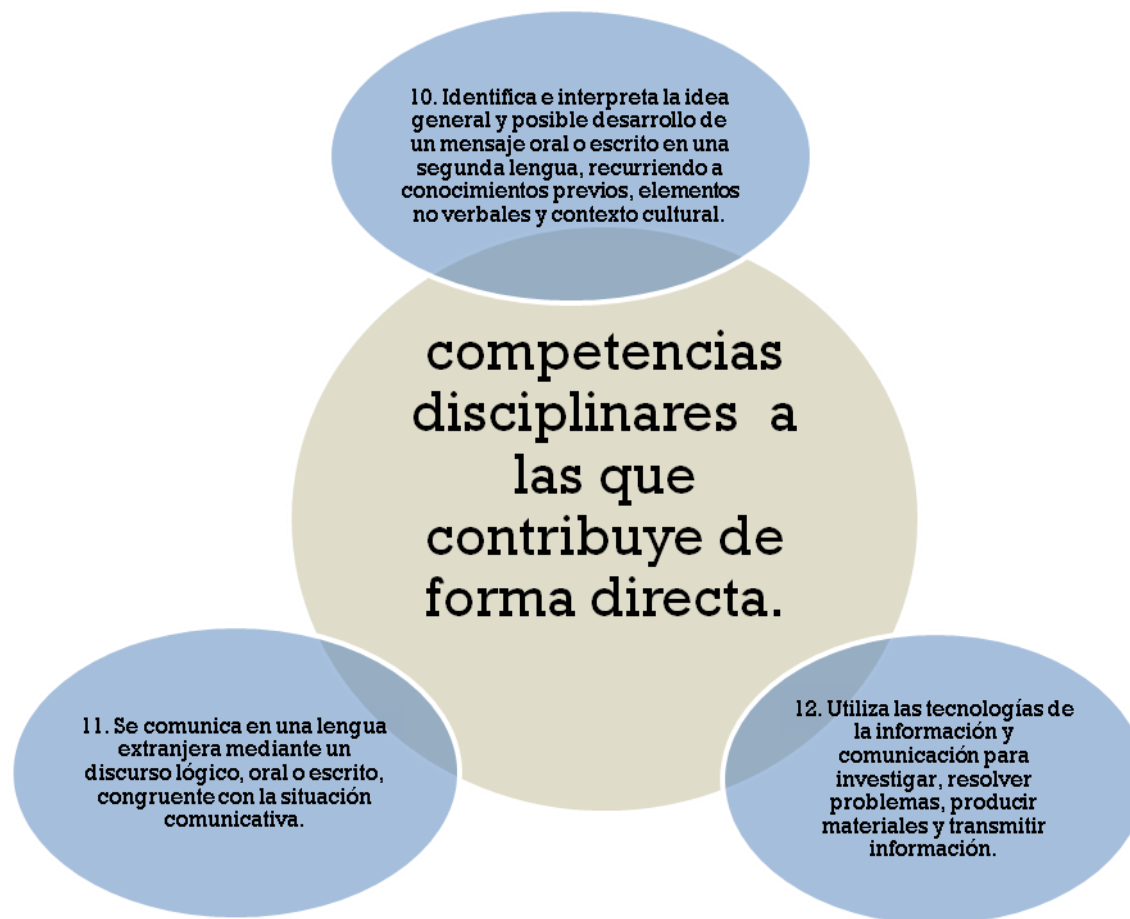 10. Identifica e interpreta la idea
general y posible desarrollo de
un mensaje oral o escrito en una
segunda lengua, recurriendo a
conocimientos previos, elementos
no verbales y contexto cultural.
competencias
disciplinares a
las que
contribuye de
forma directa.
11. Se comunica en una lengua
extranjera mediante un
discurso lógico, oral o escrito,
congruente con la situación
comunicativa.
12. Utiliza las tecnologías de
la información y
comunicación para
investigar, resolver
problemas, producir
materiales y transmitir
información.